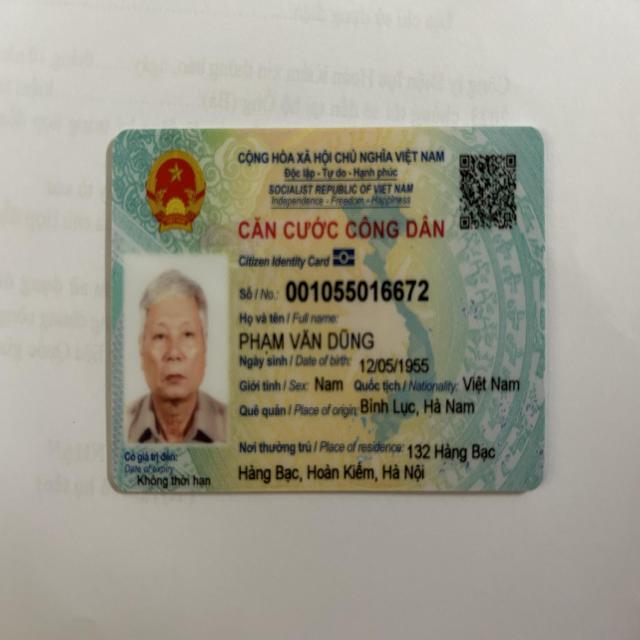 CỘNG HÒA XÃ HỘI CHỦ NGHĨA VIỆT NAM
Độc lập - Tự do - Hạnh phúc
SOCIALIST REPUBLIC OF VIET NAM
Independence - Freedom - Happiness
CĂN CƯỚC CÔNG DÂN
Citizen Identity Card
Số / No.: 001055016672
Họ và tên / Full name:
PHẠM VĂN DŨNG
Ngày sinh / Date of birth: 12/05/1955
Giới tính / Sex: Nam Quốc tịch / Nationality: Việt Nam
Quê quán / Place of origin: Bình Lục, Hà Nam
Nơi thường trú / Place of residence: 132 Hàng Bạc
Hàng Bạc, Hoàn Kiếm, Hà Nội
Có giá trị đến:
Date of expiry
Không thời hạn